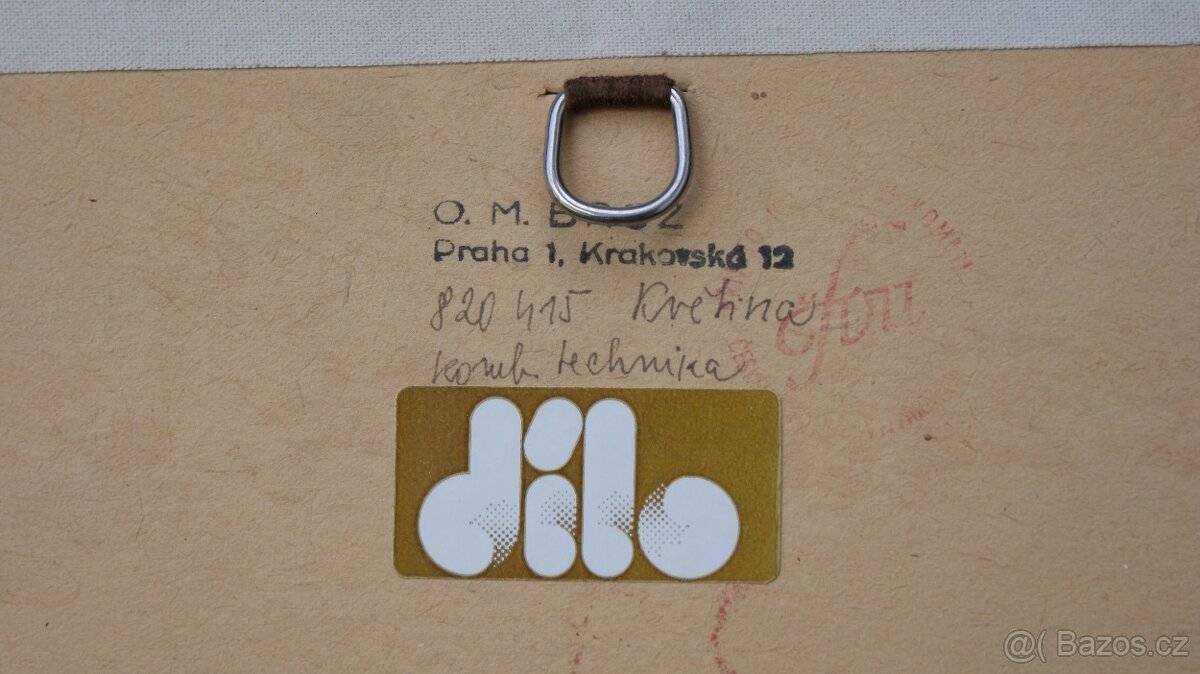 O. M.
Praha 1, Krakovská 12
820 415 Květina
komb. technika
dílo
@( Bazos.cz